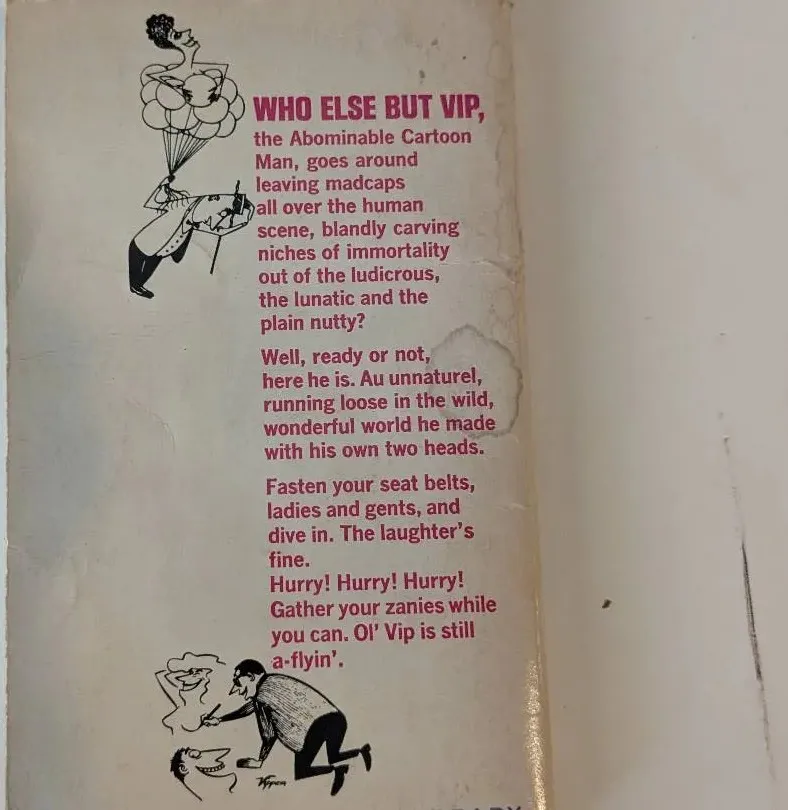 WHO ELSE BUT VIP,
the Abominable Cartoon
Man, goes around
leaving madcaps
all over the human
scene, blandly carving
niches of immortality
out of the ludicrous,
the lunatic and the
plain nutty?
Well, ready or not,
here he is. Au unnaturel,
running loose in the wild,
wonderful world he made
with his own two heads.
Fasten your seat belts,
ladies and gents, and
dive in. The laughter's
fine.
Hurry! Hurry! Hurry!
Gather your zanies while
you can. Ol' Vip is still
a-flyin'.